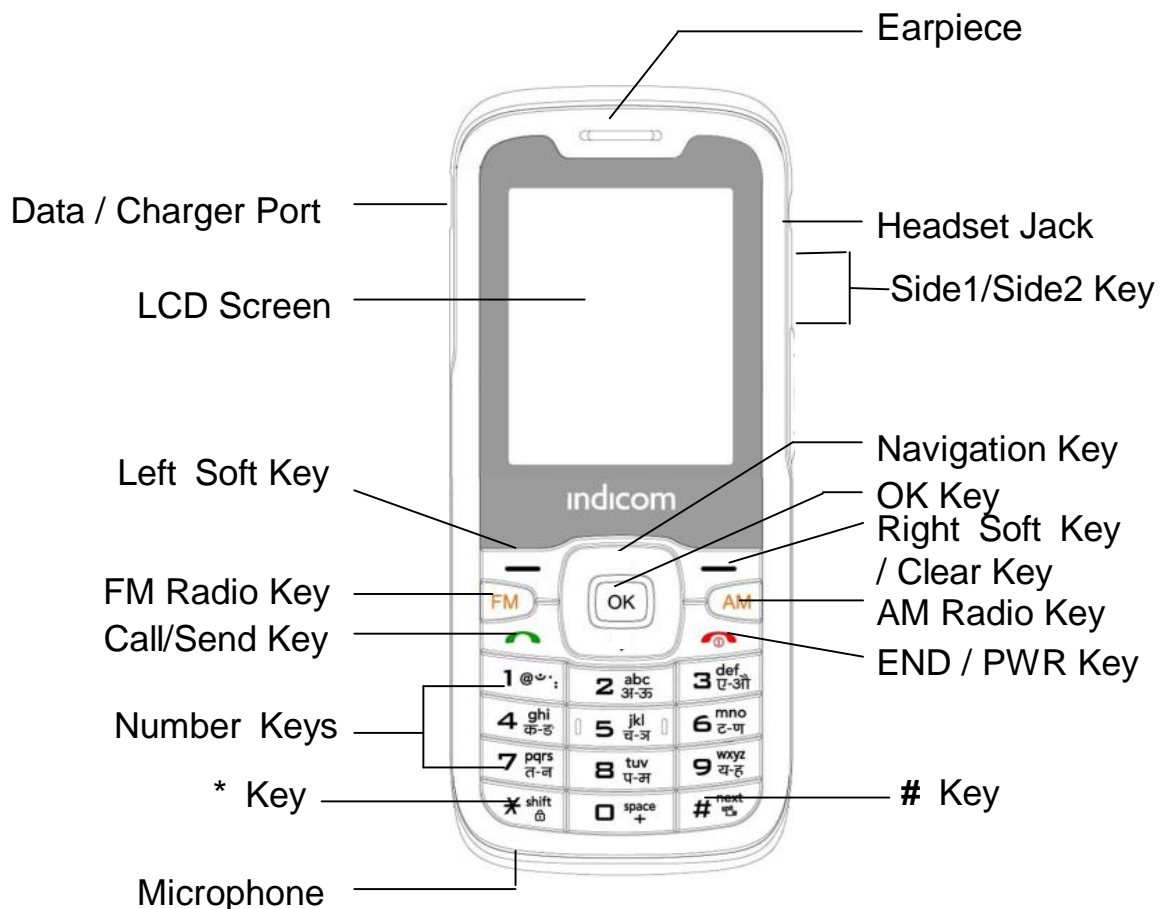 Earpiece
Data / Charger Port
Headset Jack
Side1/Side2 Key
LCD Screen
Navigation Key
Left Soft Key
OK Key
indicom
Right Soft Key
/ Clear Key
FM Radio Key
FM
OK
AM
AM Radio Key
Call/Send Key
END / PWR Key
1 @
2 abc
अ-ऊ
3 def
ए-औ
Number Keys
4 ghi
क-ङ
5 jkl
च-ञ
6 mno
ट-ण
7 pqrs
त-न
8 tuv
प-म
9 wxyz
य-ह
* Key
* shift
0 space
+
# next
# Key
Microphone